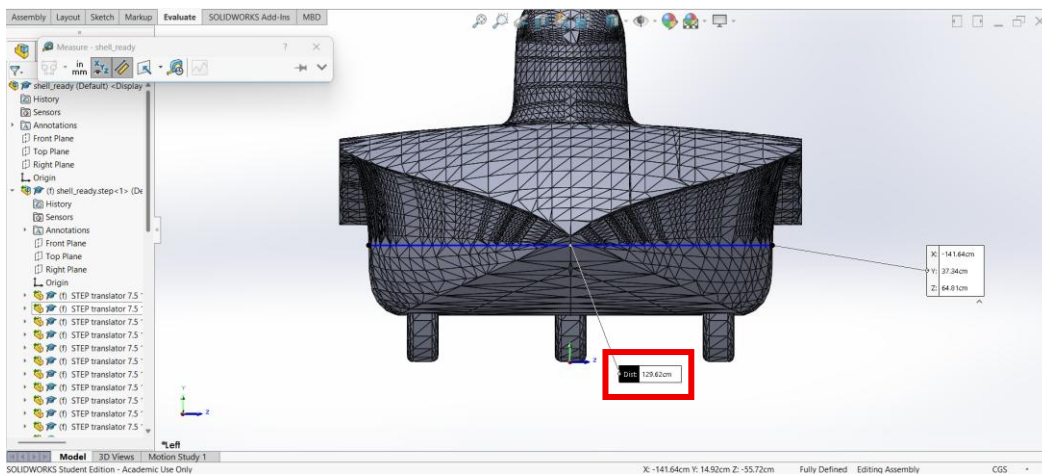 Assembly Layout Sketch Markup Evaluate SOLIDWORKS Add-Ins MBD
Measure - shell_ready ? ×
in
mm
XYZ
shell_ready (Default) <Display
History
Sensors
Annotations
Front Plane
Top Plane
Right Plane
Origin
(f) shell_ready.step<1> (De
History
Sensors
Annotations
Front Plane
Top Plane
Right Plane
Origin
(f) STEP translator 7.5
(f) STEP translator 7.5
(f) STEP translator 7.5
(f) STEP translator 7.5
(f) STEP translator 7.5
(f) STEP translator 7.5
(f) STEP translator 7.5
(f) STEP translator 7.5
(f) STEP translator 7.5
(f) STEP translator 7.5
(f) STEP translator 7.5
X: -141.64cm
Y: 37.34cm
Z: 64.81cm
Dist: 129.62cm
z
Y
Z
*Left
Model 3D Views Motion Study 1
SOLIDWORKS Student Edition - Academic Use Only X: -141.64cm Y: 14.92cm Z: -55.72cm Fully Defined Editing Assembly CGS